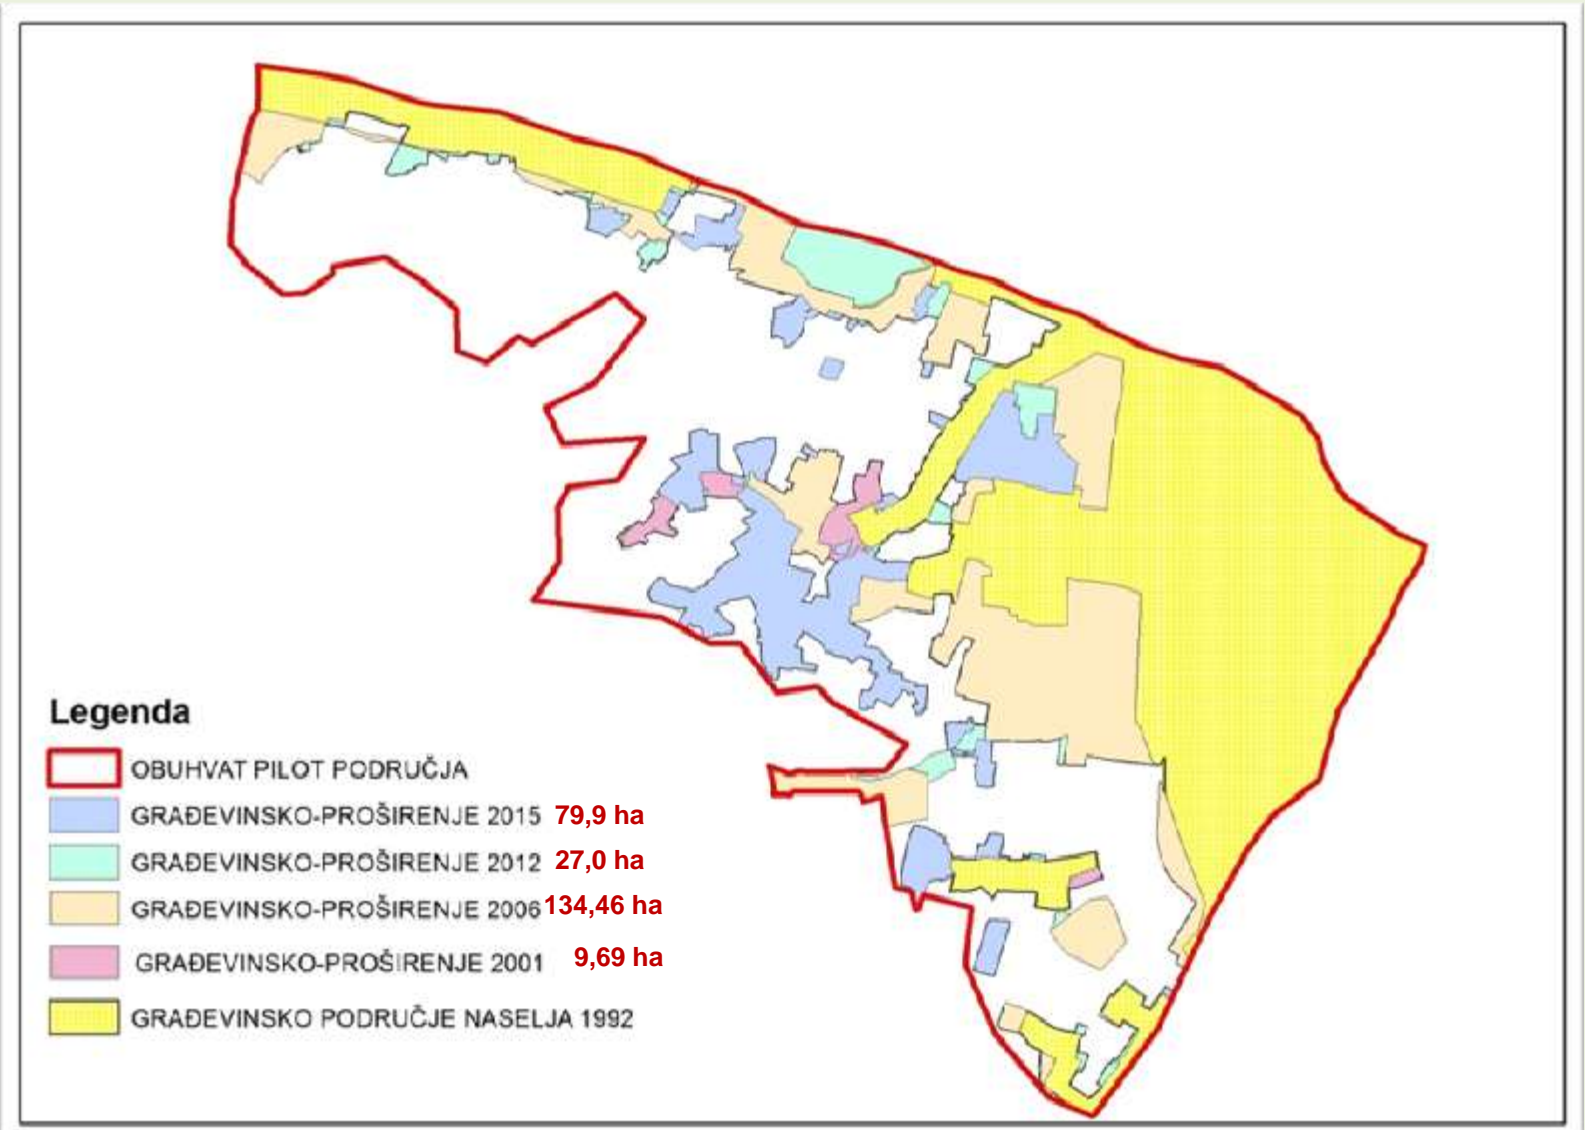 Legenda
OBUHVAT PILOT PODRUČJA
GRAĐEVINSKO-PROŠIRENJE 2015 79,9 ha
GRAĐEVINSKO-PROŠIRENJE 2012 27,0 ha
GRAĐEVINSKO-PROŠIRENJE 2006 134,46 ha
GRAĐEVINSKO-PROŠIRENJE 2001 9,69 ha
GRAĐEVINSKO PODRUČJE NASELJA 1992